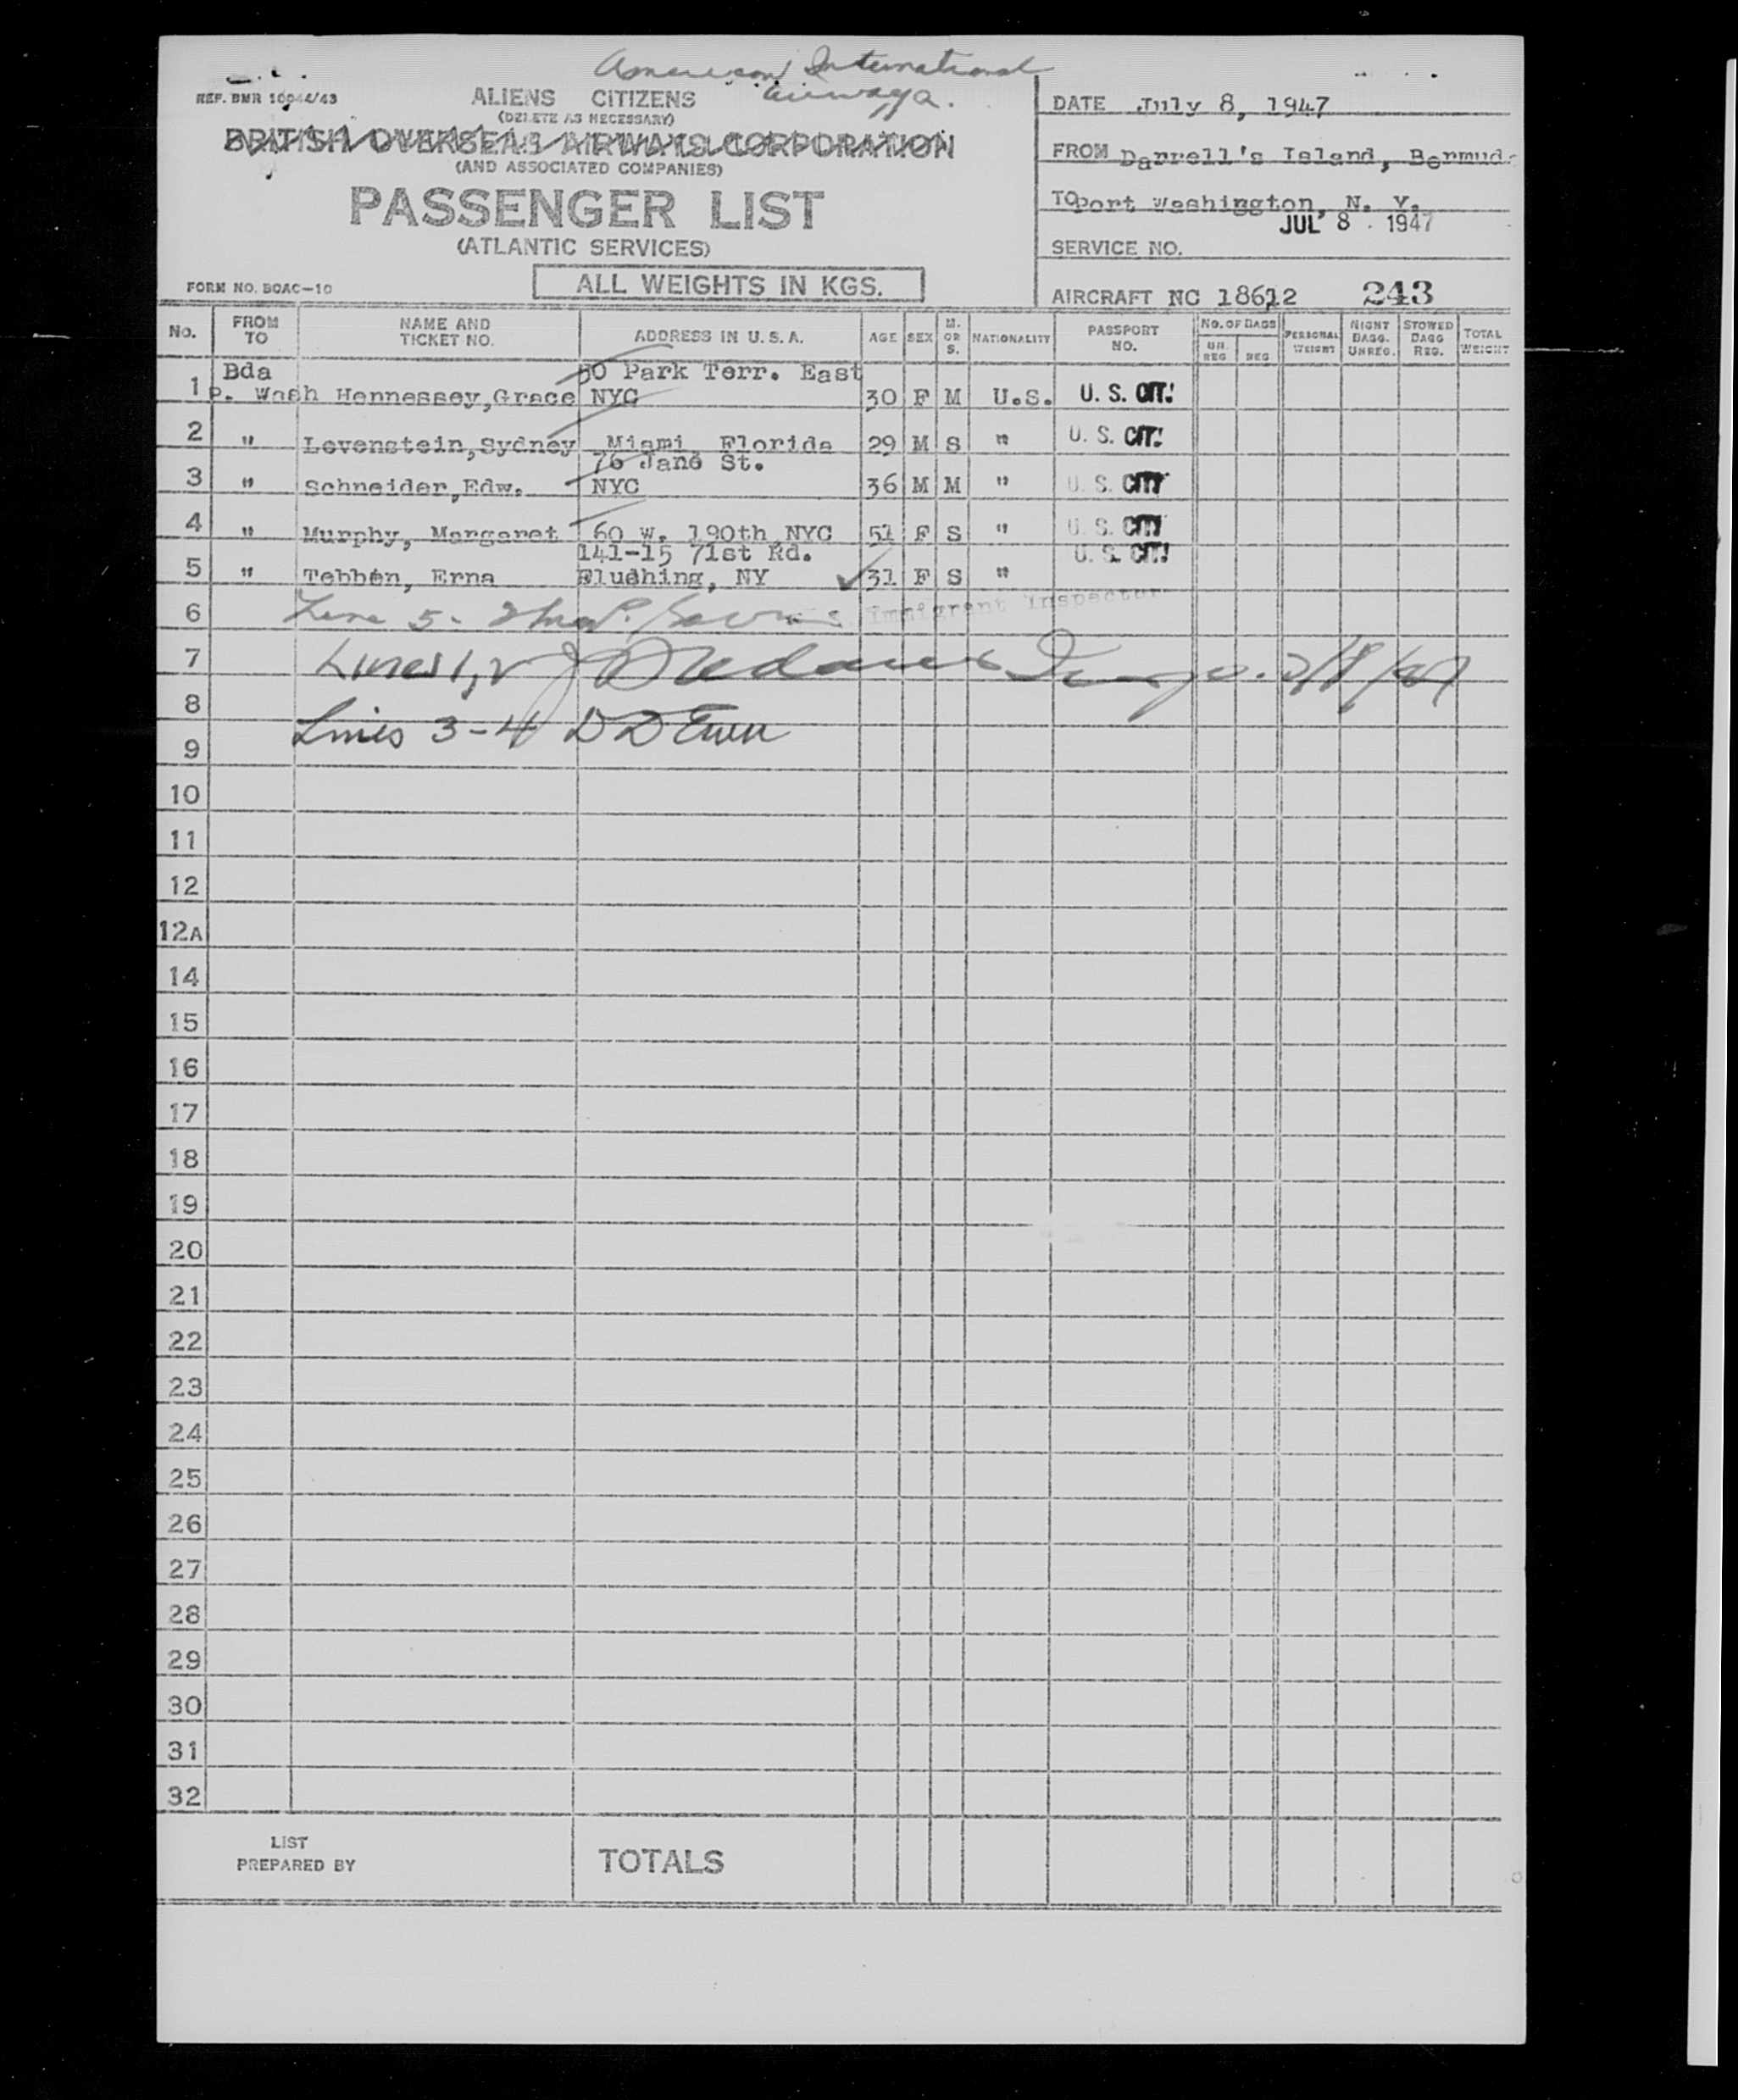 American International
Airways.
REF. BMR 10044/43
ALIENS CITIZENS
(DELETE AS NECESSARY)
BRITISH OVERSEAS AIRWAYS CORPORATION
(AND ASSOCIATED COMPANIES)
PASSENGER LIST
(ATLANTIC SERVICES)
FORM NO. BOAC-10
ALL WEIGHTS IN KGS.
DATE July 8, 1947
FROM Darrell's Island, Bermuda
TO Port Washington, N. Y.
JUL 8 1947
SERVICE NO.
AIRCRAFT NC 18612 243
No. FROM TO NAME AND TICKET NO. ADDRESS IN U.S.A. AGE SEX M. OR S. NATIONALITY PASSPORT NO. NO. OF BAGS UN. REG REG PERSONAL WEIGHT NIGHT BAGG. UNREG. STOWED BAGG REG. TOTAL WEIGHT
Bda 50 Park Terr. East
1 P. Wash Hennessey,Grace NYC 30 F M U.S. U. S. CIT.
2 " Levenstein,Sydney Miami Florida 29 M S " U. S. CIT.
76 Jane St.
3 " Schneider,Edw. NYC 36 M M " U. S. CIT
4 " Murphy, Margaret 60 W. 190th NYC 51 F S " U. S. CIT
141-15 71st Rd. U. S. CIT.
5 " Tebben, Erna Flushing, NY 31 F S "
6 Line 5- Immigrant Inspector
7 Lines 1, 2
8
Lines 3-4 D D
9
10
11
12
12A
14
15
16
17
18
19
20
21
22
23
24
25
26
27
28
29
30
31
32
LIST
PREPARED BY
TOTALS